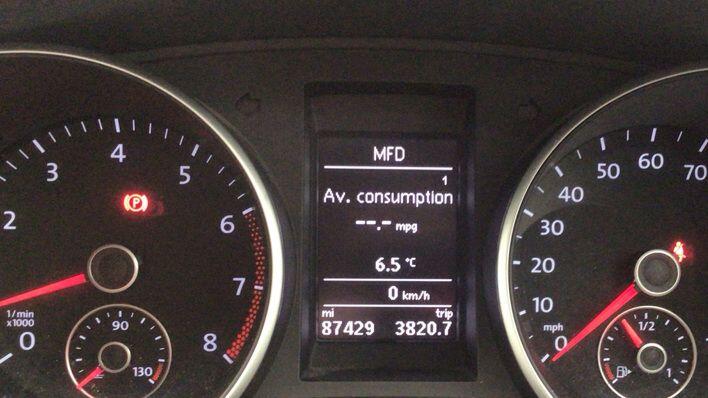 MFD
1
Av. consumption
--.- mpg
6.5 °C
0 km/h
mi trip
87429 3820.7
2 4 5 6 7 8
1/min
x1000
0
90
130
P
0 10 20 30 40 50 60 70
mph
1/2
1